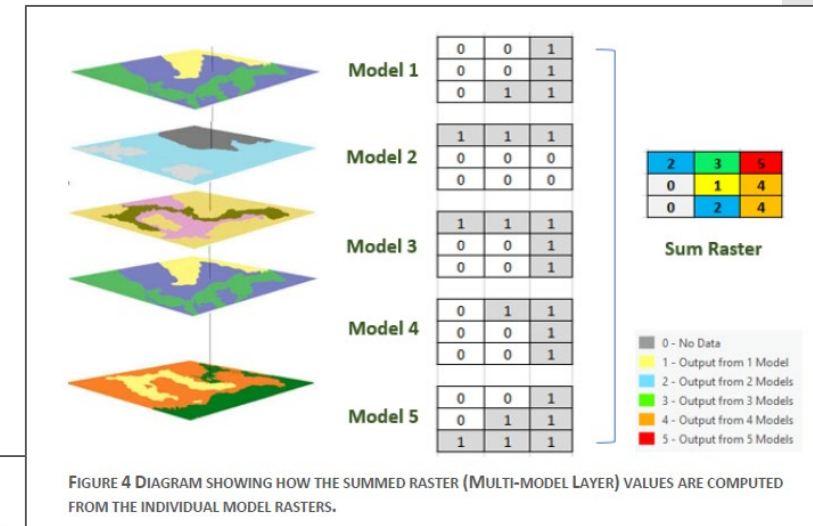 Model 1
0 0 1
0 0 1
0 1 1
Model 2
1 1 1
0 0 0
0 0 0
Model 3
1 1 1
0 0 1
0 0 1
Model 4
0 1 1
0 0 1
0 0 1
Model 5
0 0 1
0 1 1
1 1 1
2 3 5
0 1 4
0 2 4
Sum Raster
0 - No Data
1 - Output from 1 Model
2 - Output from 2 Models
3 - Output from 3 Models
4 - Output from 4 Models
5 - Output from 5 Models
FIGURE 4 DIAGRAM SHOWING HOW THE SUMMED RASTER (MULTI-MODEL LAYER) VALUES ARE COMPUTED
FROM THE INDIVIDUAL MODEL RASTERS.